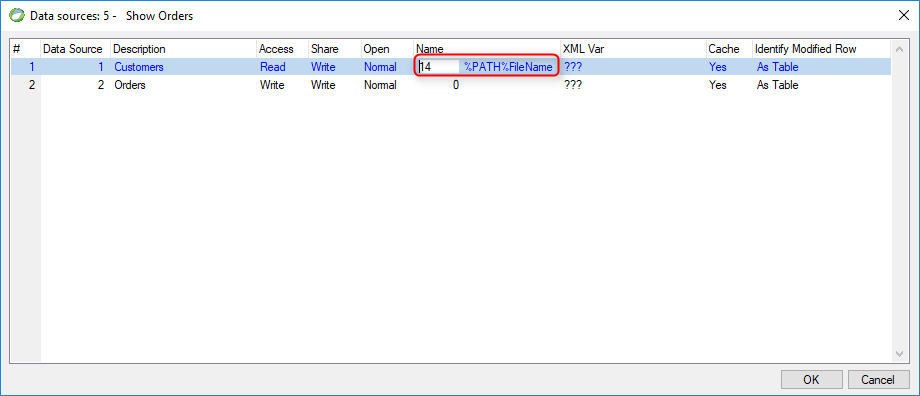 Data sources: 5 - Show Orders
# Data Source Description Access Share Open Name XML Var Cache Identify Modified Row
1 1 Customers Read Write Normal 14 %PATH%FileName ??? Yes As Table
2 2 Orders Write Write Normal 0 ??? Yes As Table
OK Cancel